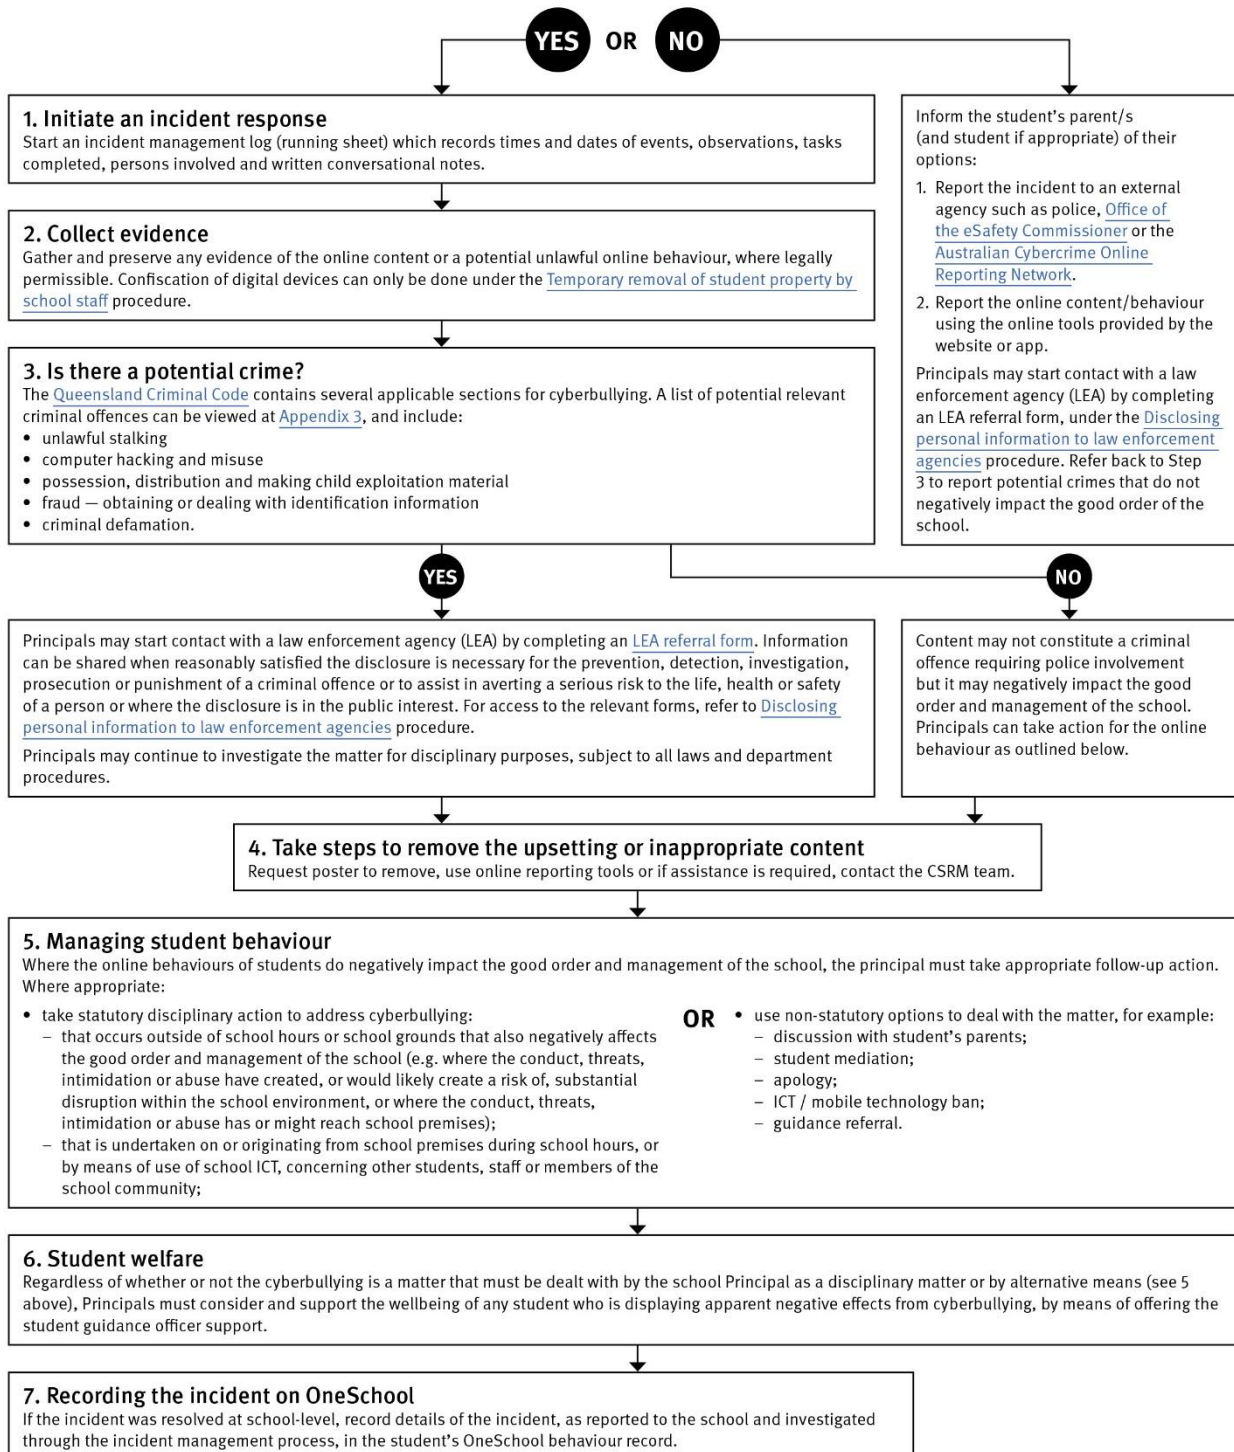 YES OR NO
1. Initiate an incident response
Start an incident management log (running sheet) which records times and dates of events, observations, tasks
completed, persons involved and written conversational notes.
2. Collect evidence
Gather and preserve any evidence of the online content or a potential unlawful online behaviour, where legally
permissible. Confiscation of digital devices can only be done under the Temporary removal of student property by
school staff procedure.
3. Is there a potential crime?
The Queensland Criminal Code contains several applicable sections for cyberbullying. A list of potential relevant
criminal offences can be viewed at Appendix 3, and include:
• unlawful stalking
• computer hacking and misuse
• possession, distribution and making child exploitation material
• fraud — obtaining or dealing with identification information
• criminal defamation.
Inform the student's parent/s
(and student if appropriate) of their
options:
1. Report the incident to an external
agency such as police, Office of
the eSafety Commissioner or the
Australian Cybercrime Online
Reporting Network.
2. Report the online content/behaviour
using the online tools provided by the
website or app.
Principals may start contact with a law
enforcement agency (LEA) by completing
an LEA referral form, under the Disclosing
personal information to law enforcement
agencies procedure. Refer back to Step
3 to report potential crimes that do not
negatively impact the good order of the
school.
YES
NO
Principals may start contact with a law enforcement agency (LEA) by completing an LEA referral form. Information
can be shared when reasonably satisfied the disclosure is necessary for the prevention, detection, investigation,
prosecution or punishment of a criminal offence or to assist in averting a serious risk to the life, health or safety
of a person or where the disclosure is in the public interest. For access to the relevant forms, refer to Disclosing
personal information to law enforcement agencies procedure.
Principals may continue to investigate the matter for disciplinary purposes, subject to all laws and department
procedures.
Content may not constitute a criminal
offence requiring police involvement
but it may negatively impact the good
order and management of the school.
Principals can take action for the online
behaviour as outlined below.
4. Take steps to remove the upsetting or inappropriate content
Request poster to remove, use online reporting tools or if assistance is required, contact the CSRM team.
5. Managing student behaviour
Where the online behaviours of students do negatively impact the good order and management of the school, the principal must take appropriate follow-up action.
Where appropriate:
• take statutory disciplinary action to address cyberbullying:
– that occurs outside of school hours or school grounds that also negatively affects
the good order and management of the school (e.g. where the conduct, threats,
intimidation or abuse have created, or would likely create a risk of, substantial
disruption within the school environment, or where the conduct, threats,
intimidation or abuse has or might reach school premises);
– that is undertaken on or originating from school premises during school hours, or
by means of use of school ICT, concerning other students, staff or members of the
school community;
OR
• use non-statutory options to deal with the matter, for example:
– discussion with student's parents;
– student mediation;
– apology;
– ICT / mobile technology ban;
– guidance referral.
6. Student welfare
Regardless of whether or not the cyberbullying is a matter that must be dealt with by the school Principal as a disciplinary matter or by alternative means (see 5
above), Principals must consider and support the wellbeing of any student who is displaying apparent negative effects from cyberbullying, by means of offering the
student guidance officer support.
7. Recording the incident on OneSchool
If the incident was resolved at school-level, record details of the incident, as reported to the school and investigated
through the incident management process, in the student's OneSchool behaviour record.